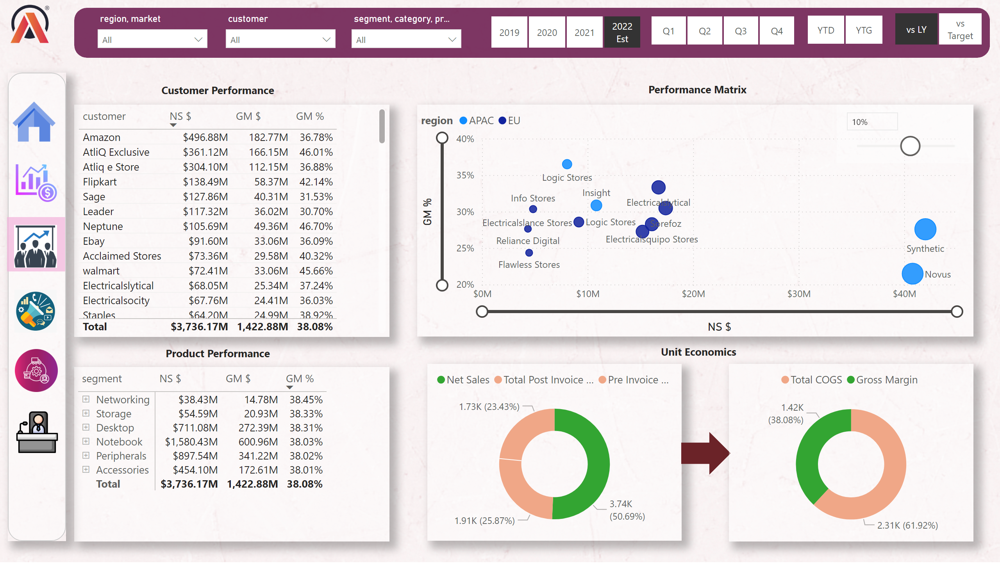 ®
region, market
All
customer
All
segment, category, pr...
All
2019
2020
2021
2022
Est
Q1
Q2
Q3
Q4
YTD
YTG
vs LY
vs
Target
Customer Performance
customer NS $ GM $ GM %
Amazon $496.88M 182.77M 36.78%
AtliQ Exclusive $361.12M 166.15M 46.01%
Atliq e Store $304.10M 112.15M 36.88%
Flipkart $138.49M 58.37M 42.14%
Sage $127.86M 40.31M 31.53%
Leader $117.32M 36.02M 30.70%
Neptune $105.69M 49.36M 46.70%
Ebay $91.60M 33.06M 36.09%
Acclaimed Stores $73.36M 29.58M 40.32%
walmart $72.41M 33.06M 45.66%
Electricalslytical $68.05M 25.34M 37.24%
Electricalsocity $67.76M 24.41M 36.03%
Staples $64.20M 24.99M 38.92%
Total $3,736.17M 1,422.88M 38.08%
Performance Matrix
region APAC EU
10%
GM %
40%
35%
30%
25%
20%
Logic Stores
Insight
Info Stores
Electricalslytical
Electricalslance Stores
Logic Stores
Sorefoz
Reliance Digital
Electricalsquipo Stores
Synthetic
Flawless Stores
Novus
$0M $10M $20M $30M $40M
NS $
Product Performance
segment NS $ GM $ GM %
Networking $38.43M 14.78M 38.45%
Storage $54.59M 20.93M 38.33%
Desktop $711.08M 272.39M 38.31%
Notebook $1,580.43M 600.96M 38.03%
Peripherals $897.54M 341.22M 38.02%
Accessories $454.10M 172.61M 38.01%
Total $3,736.17M 1,422.88M 38.08%
Unit Economics
Net Sales Total Post Invoice ... Pre Invoice ...
1.73K (23.43%)
3.74K
(50.69%)
1.91K (25.87%)
Total COGS Gross Margin
1.42K
(38.08%)
2.31K (61.92%)